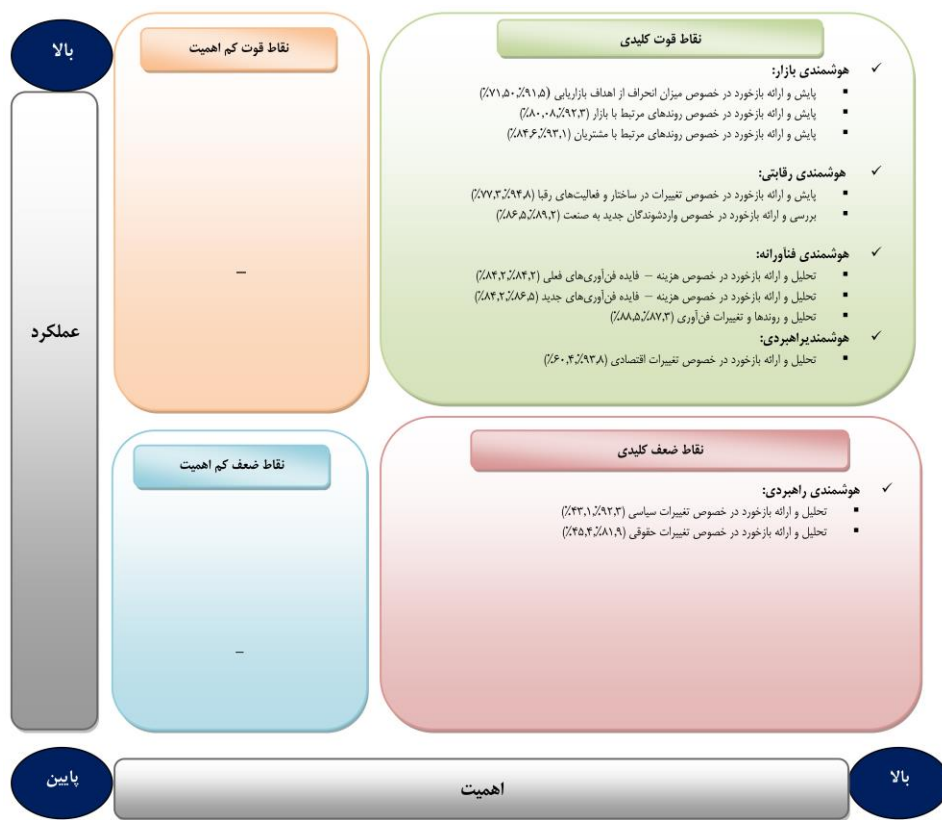 بالا
نقاط قوت کم اهمیت
نقاط قوت کلیدی
✓ هوشمندی بازار:
▪ پایش و ارائه بازخورد در خصوص میزان انحراف از اهداف بازاریابی (۹۱٫۵٪,۷۱٫۵۰٪)
▪ پایش و ارائه بازخورد در خصوص روندهای مرتبط با بازار (۹۲٫۳٪,۸۰٫۰۸٪)
▪ پایش و ارائه بازخورد در خصوص روندهای مرتبط با مشتریان (۹۳٫۱٪,۸۴٫۶٪)
✓ هوشمندی رقابتی:
▪ پایش و ارائه بازخورد در خصوص تغییرات در ساختار و فعالیت‌های رقبا (۹۴٫۸٪,۷۷٫۳٪)
▪ بررسی و ارائه بازخورد در خصوص واردشوندگان جدید به صنعت (۸۹٫۲٪,۸۶٫۵٪)
✓ هوشمندی فنآورانه:
▪ تحلیل و ارائه بازخورد در خصوص هزینه – فایده فن‌آوری‌های فعلی (۸۴٫۲٪,۸۴٫۲٪)
▪ تحلیل و ارائه بازخورد در خصوص هزینه – فایده فن‌آوری‌های جدید (۸۶٫۵٪,۸۴٫۲٪)
▪ تحلیل و روندها و تغییرات فن‌آوری (۸۷٫۳٪,۸۸٫۵٪)
✓ هوشمندیراهبردی:
▪ تحلیل و ارائه بازخورد در خصوص تغییرات اقتصادی (۹۳٫۸٪,۶۰٫۴٪)
–
عملکرد
نقاط ضعف کم اهمیت
نقاط ضعف کلیدی
✓ هوشمندی راهبردی:
▪ تحلیل و ارائه بازخورد در خصوص تغییرات سیاسی (۹۲٫۳٪,۴۳٫۱٪)
▪ تحلیل و ارائه بازخورد در خصوص تغییرات حقوقی (۸۱٫۹٪,۴۵٫۴٪)
–
پایین
اهمیت
بالا